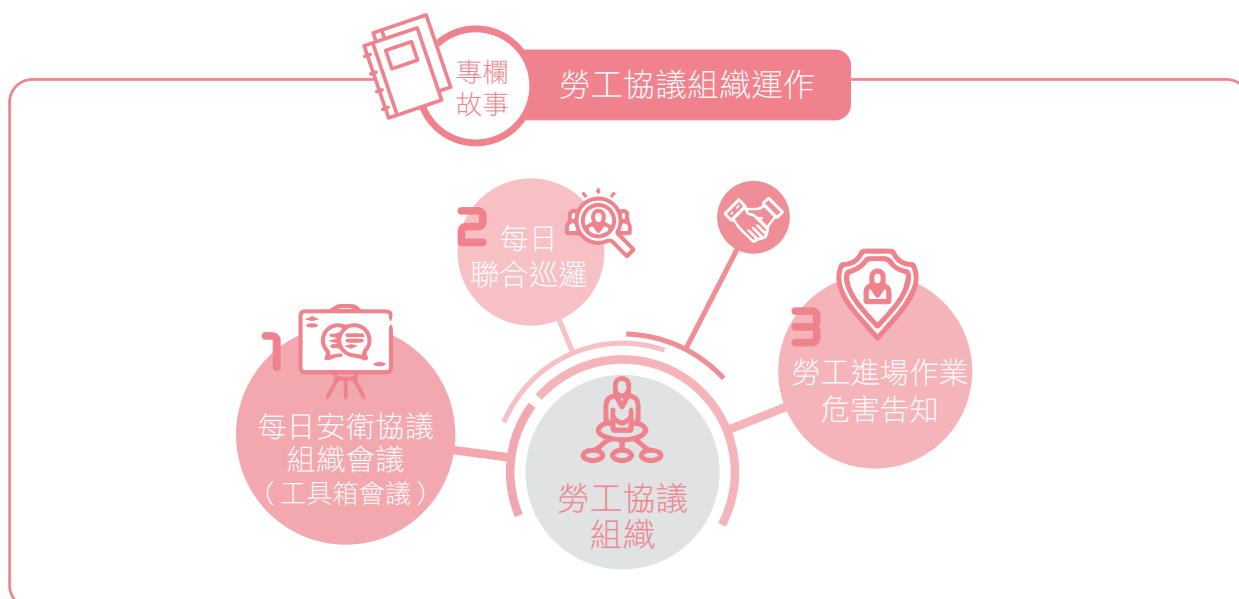 專欄
故事
勞工協議組織運作
1
每日安衛協議
組織會議
（工具箱會議）
2
每日
聯合巡邏
3
勞工進場作業
危害告知
勞工協議
組織